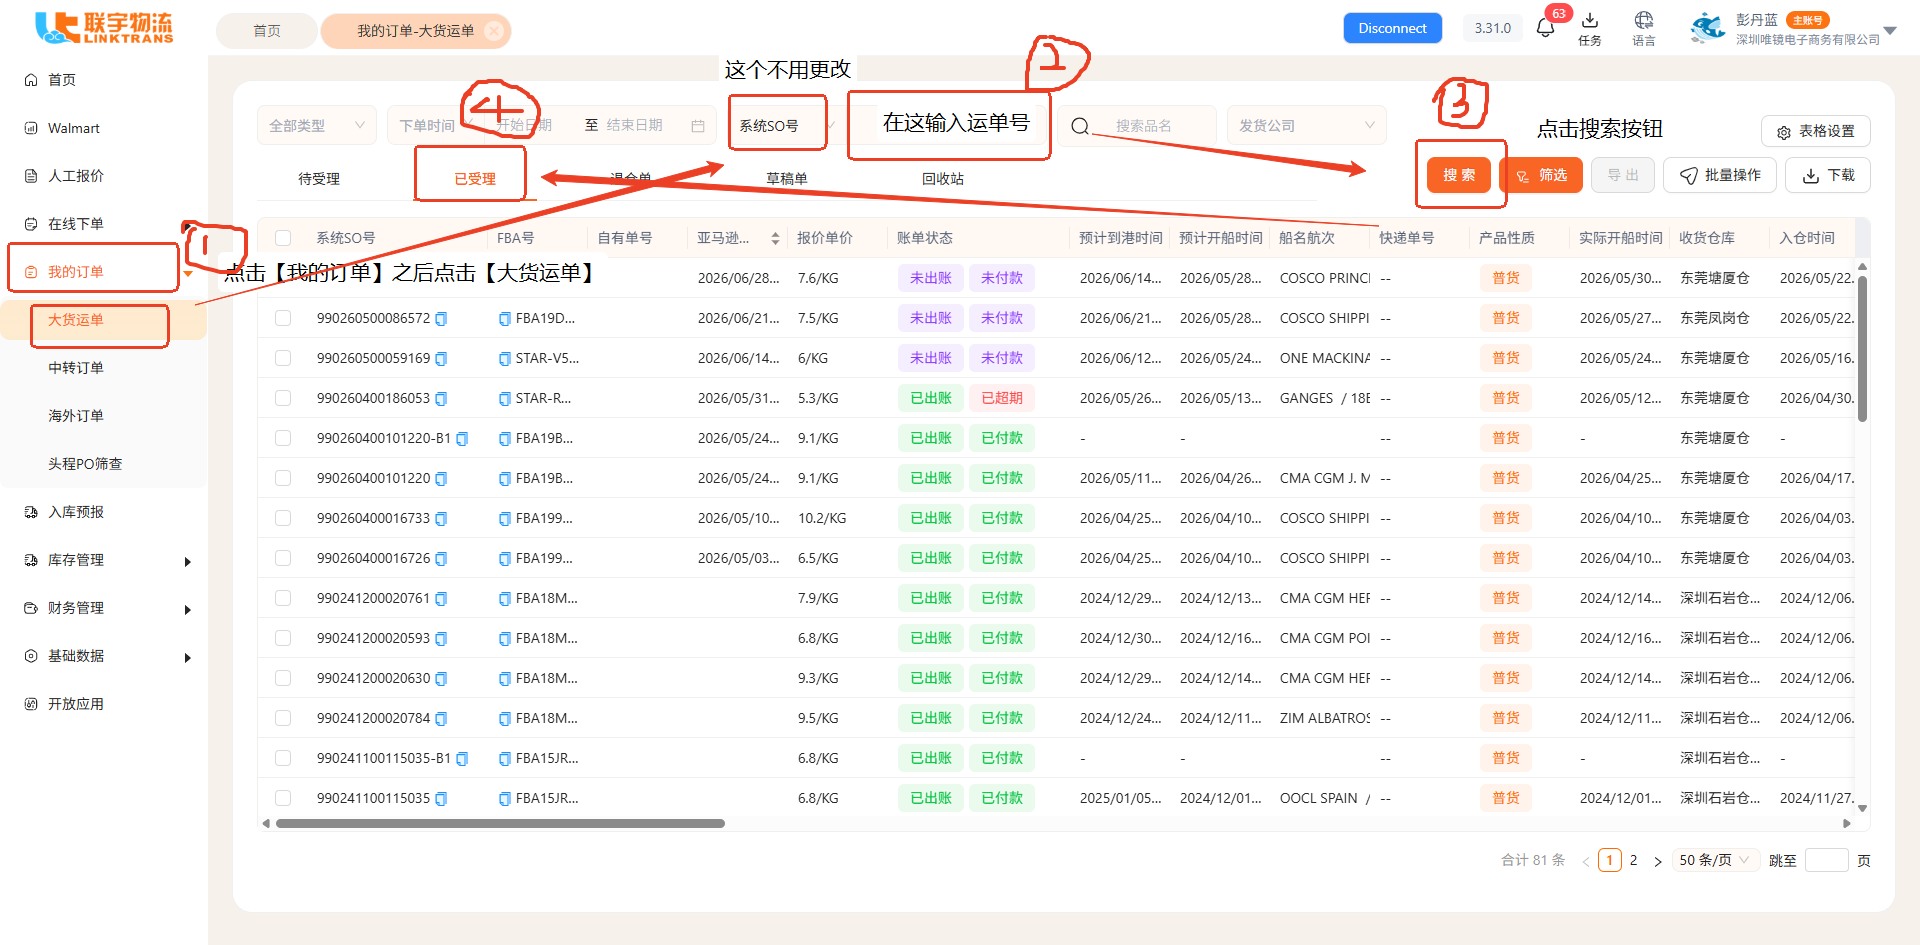 联宇物流
LINKTRANS
首页
我的订单-大货运单
Disconnect
3.31.0
63
任务
语言
彭丹蓝 主账号
深圳唯镜电子商务有限公司
首页
Walmart
人工报价
在线下单
我的订单
大货运单
中转订单
海外订单
头程PO筛查
入库预报
库存管理
财务管理
基础数据
开放应用
这个不用更改
2
3
4
1
全部类型
下单时间 开始日期 至 结束日期
系统SO号
在这输入运单号
搜索品名
发货公司
点击搜索按钮
表格设置
待受理 已受理 退仓单 草稿单 回收站
搜 索 筛选 导 出 批量操作 下载
系统SO号 FBA号 自有单号 亚马逊... 报价单价 账单状态 预计到港时间 预计开船时间 船名航次 快递单号 产品性质 实际开船时间 收货仓库 入仓时间
点击【我的订单】之后点击【大货运单】
2026/06/28... 7.6/KG 未出账 未付款 2026/06/14... 2026/05/28... COSCO PRINC -- 普货 2026/05/30... 东莞塘厦仓 2026/05/22.
990260500086572 FBA19D... 2026/06/21... 7.5/KG 未出账 未付款 2026/06/21... 2026/05/28... COSCO SHIPPI -- 普货 2026/05/27... 东莞凤岗仓 2026/05/22.
990260500059169 STAR-V5... 2026/06/14... 6/KG 未出账 未付款 2026/06/12... 2026/05/24... ONE MACKINA -- 普货 2026/05/24... 东莞塘厦仓 2026/05/16.
990260400186053 STAR-R... 2026/05/31... 5.3/KG 已出账 已超期 2026/05/26... 2026/05/13... GANGES / 18E -- 普货 2026/05/12... 东莞塘厦仓 2026/04/30.
990260400101220-B1 FBA19B... 2026/05/24... 9.1/KG 已出账 已付款 - - -- 普货 - 东莞塘厦仓 -
990260400101220 FBA19B... 2026/05/24... 9.1/KG 已出账 已付款 2026/05/11... 2026/04/26... CMA CGM J. M -- 普货 2026/04/25... 东莞塘厦仓 2026/04/17.
990260400016733 FBA199... 2026/05/10... 10.2/KG 已出账 已付款 2026/04/25... 2026/04/10... COSCO SHIPPI -- 普货 2026/04/10... 东莞塘厦仓 2026/04/03.
990260400016726 FBA199... 2026/05/03... 6.5/KG 已出账 已付款 2026/04/25... 2026/04/10... COSCO SHIPPI -- 普货 2026/04/10... 东莞塘厦仓 2026/04/03.
990241200020761 FBA18M... 7.9/KG 已出账 已付款 2024/12/29... 2024/12/13... CMA CGM HER -- 普货 2024/12/14... 深圳石岩仓... 2024/12/06.
990241200020593 FBA18M... 6.8/KG 已出账 已付款 2024/12/30... 2024/12/16... CMA CGM POI -- 普货 2024/12/16... 深圳石岩仓... 2024/12/06.
990241200020630 FBA18M... 9.3/KG 已出账 已付款 2024/12/29... 2024/12/14... CMA CGM HER -- 普货 2024/12/14... 深圳石岩仓... 2024/12/06.
990241200020784 FBA18M... 9.5/KG 已出账 已付款 2024/12/24... 2024/12/11... ZIM ALBATROS -- 普货 2024/12/11... 深圳石岩仓... 2024/12/06.
990241100115035-B1 FBA15JR... 6.8/KG 已出账 已付款 - - -- 普货 - 深圳石岩仓... -
990241100115035 FBA15JR... 6.8/KG 已出账 已付款 2025/01/05... 2024/12/01... OOCL SPAIN / -- 普货 2024/12/01... 深圳石岩仓... 2024/11/27.
合计 81 条 1 2 50 条/页 跳至 页